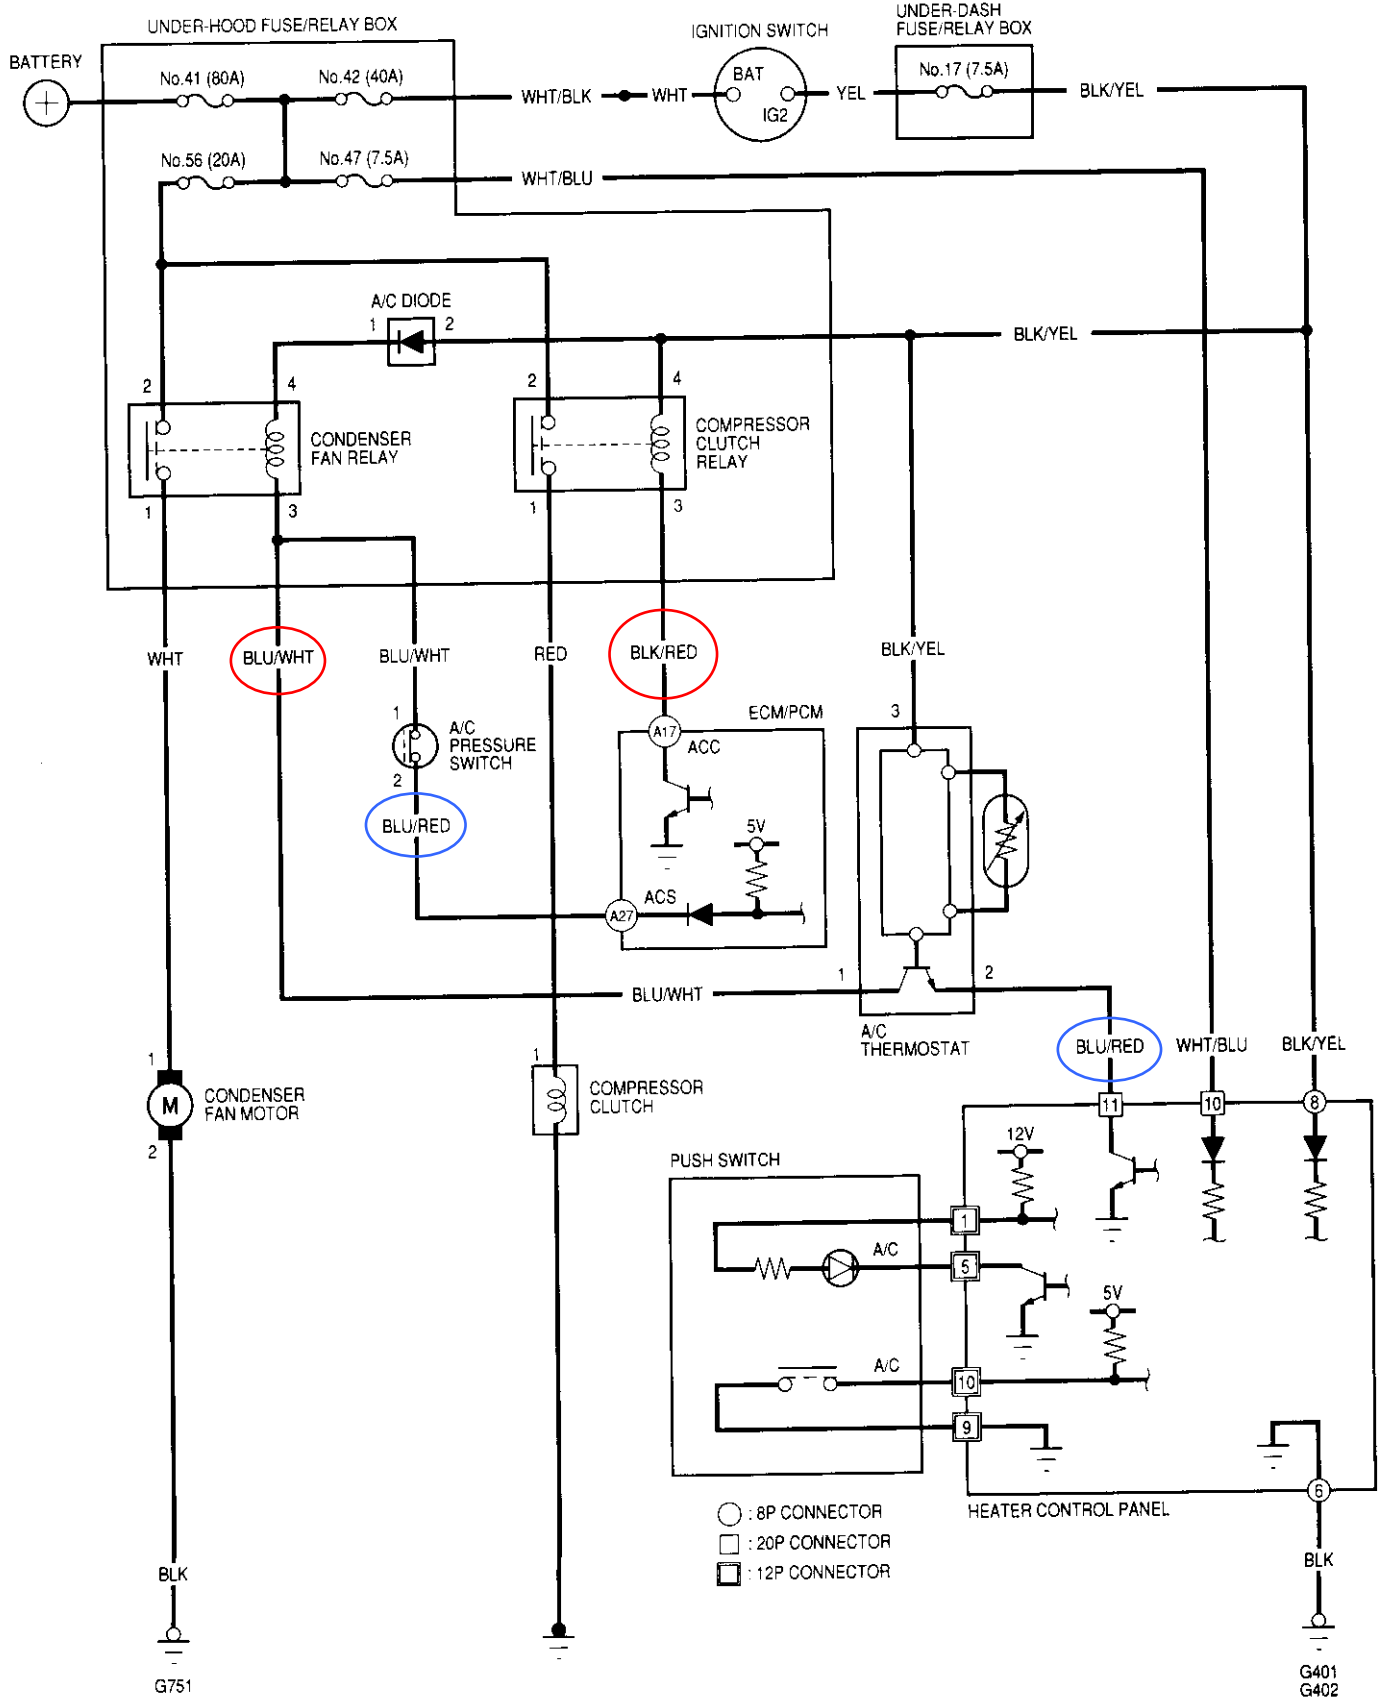 UNDER-HOOD FUSE/RELAY BOX
IGNITION SWITCH
UNDER-DASH
FUSE/RELAY BOX
BATTERY
No.41 (80A)
No.42 (40A)
WHT/BLK
WHT
BAT
IG2
YEL
No.17 (7.5A)
BLK/YEL
No.56 (20A)
No.47 (7.5A)
WHT/BLU
A/C DIODE
1
2
BLK/YEL
2
4
2
4
CONDENSER
FAN RELAY
COMPRESSOR
CLUTCH
RELAY
1
3
1
3
WHT
BLU/WHT
BLU/WHT
RED
BLK/RED
BLK/YEL
1
A/C
PRESSURE
SWITCH
2
BLU/RED
ECM/PCM
A17
ACC
5V
ACS
A27
3
1
2
BLU/WHT
A/C
THERMOSTAT
BLU/RED
WHT/BLU
BLK/YEL
1
M
2
CONDENSER
FAN MOTOR
1
COMPRESSOR
CLUTCH
11
10
8
12V
PUSH SWITCH
1
A/C
5
5V
A/C
10
9
6
HEATER CONTROL PANEL
: 8P CONNECTOR
: 20P CONNECTOR
: 12P CONNECTOR
BLK
BLK
G751
G401
G402